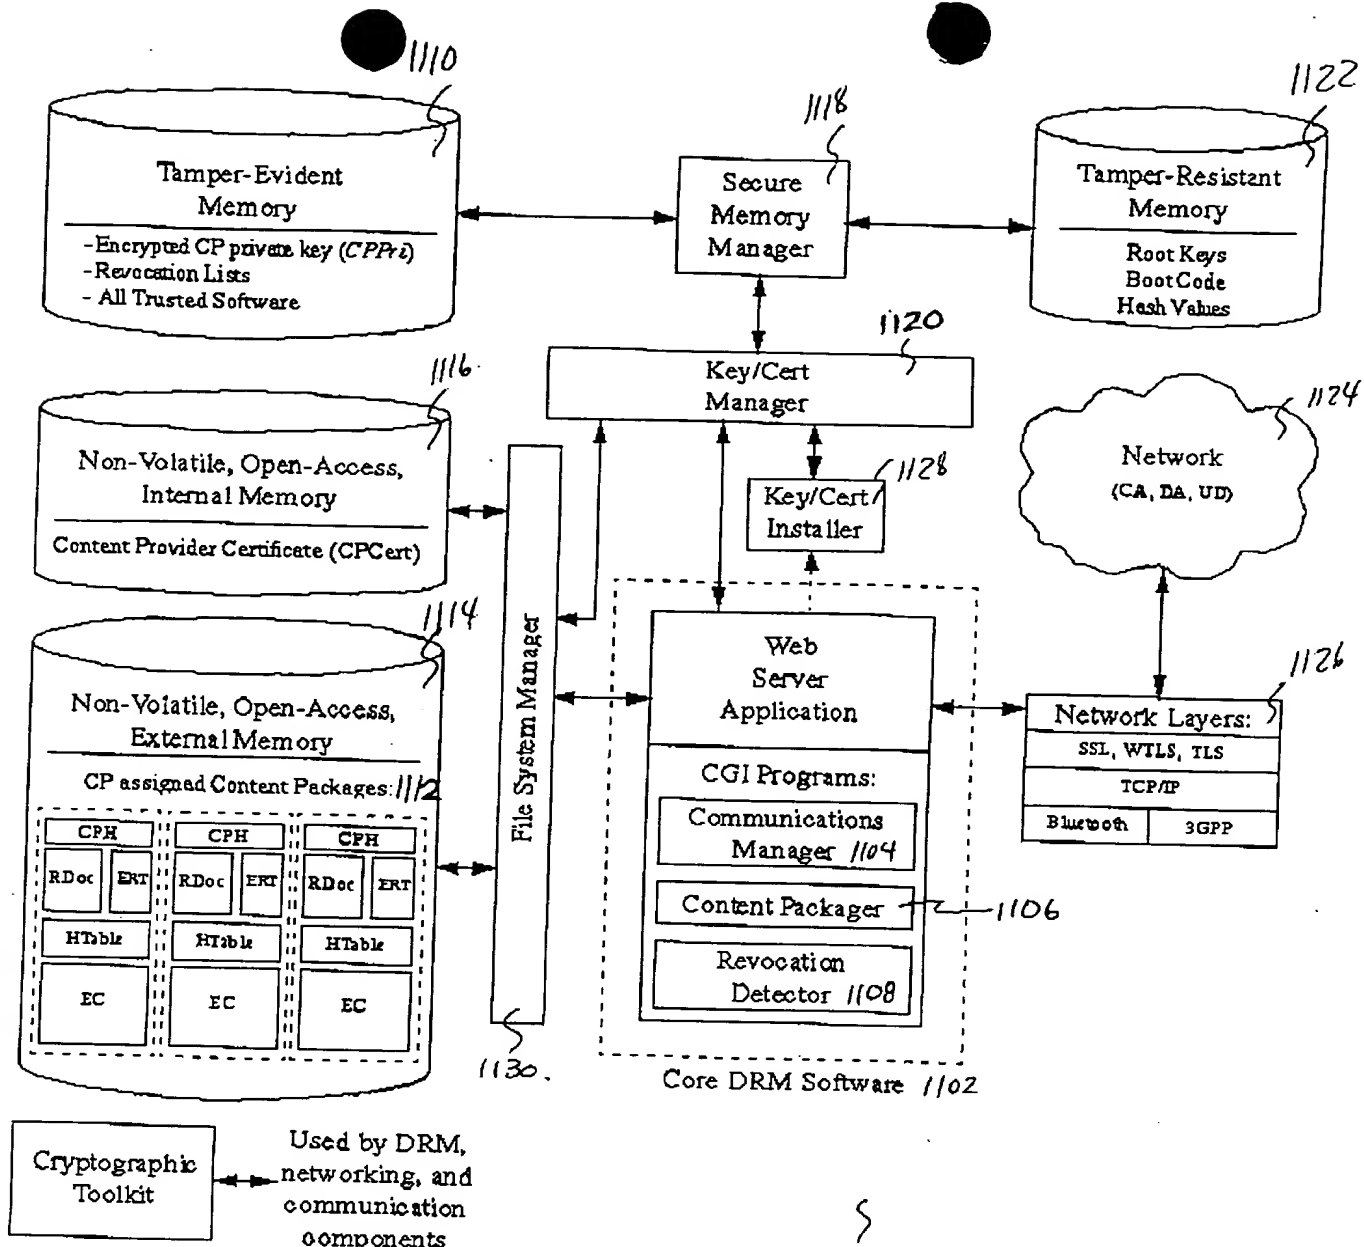 1110
1118
1122
Tamper-Evident
Memory
-Encrypted CP private key (CPPri)
-Revocation Lists
- All Trusted Software
Secure
Memory
Manager
Tamper-Resistant
Memory
Root Keys
Boot Code
Hash Values
1120
Key/Cert
Manager
1116
Non-Volatile, Open-Access,
Internal Memory
Content Provider Certificate (CPCert)
1128
Key/Cert
Installer
1124
Network
(CA, DA, UD)
1114
Non-Volatile, Open-Access,
External Memory
CP assigned Content Packages: 1112
CPH
RDoc
ERT
HTable
EC
CPH
RDoc
ERT
HTable
EC
CPH
RDoc
ERT
HTable
EC
File System Manager
1130.
Web
Server
Application
CGI Programs:
Communications
Manager 1104
Content Packager
1106
Revocation
Detector 1108
Core DRM Software 1102
1126
Network Layers:
SSL, WTLS, TLS
TCP/IP
Bluetooth
3GPP
Cryptographic
Toolkit
Used by DRM,
networking, and
communication
components